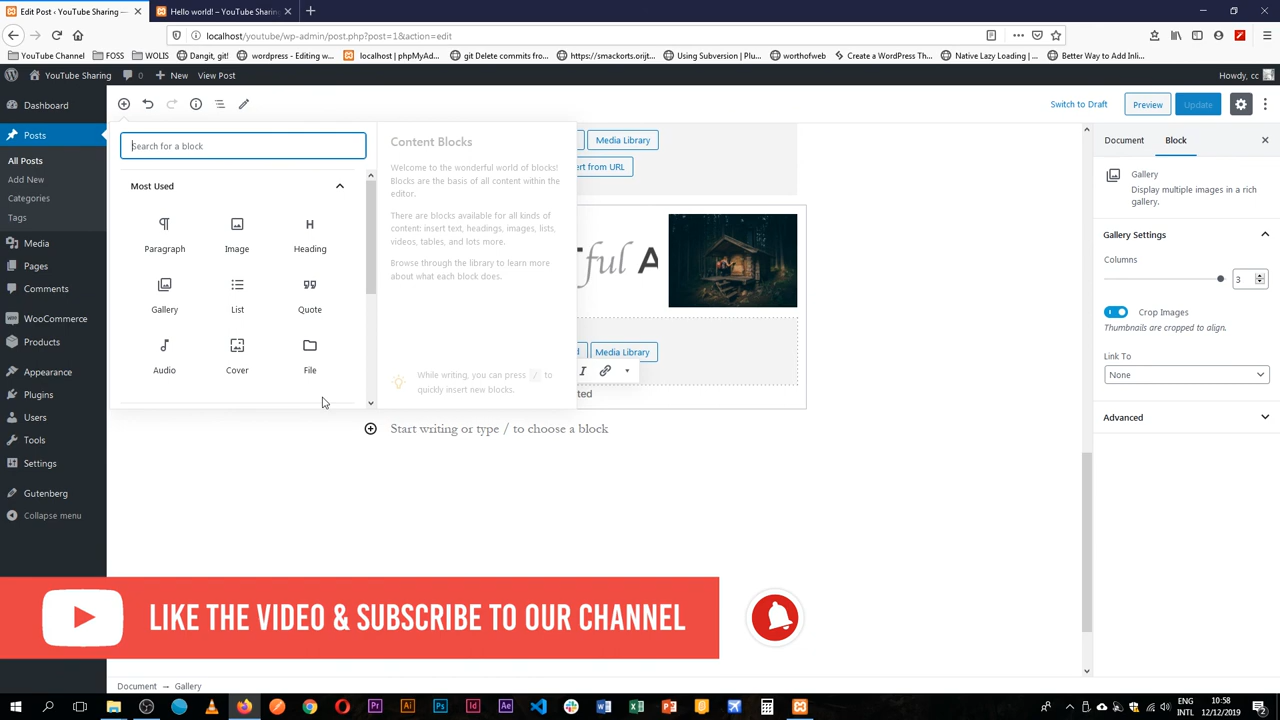 Edit Post ‹ YouTube Sharing —
Hello world! – YouTube Sharing
localhost/youtube/wp-admin/post.php?post=1&action=edit
YouTube Channel
FOSS
WOLIS
Dangit, git!
wordpress - Editing w...
localhost | phpMyAd...
git Delete commits fro...
https://smackorts.orijt...
Using Subversion | Plu...
worthofweb
Create a WordPress Th...
Native Lazy Loading | ...
Better Way to Add Inli...
YouTube Sharing
0
New
View Post
Howdy, cc
Dashboard
Posts
All Posts
Add New
Categories
Tags
Media
Pages
Comments
WooCommerce
Products
Appearance
Plugins
Users
Tools
Settings
Gutenberg
Collapse menu
Switch to Draft
Preview
Update
Search for a block
Most Used
Paragraph
Image
Heading
Gallery
List
Quote
Audio
Cover
File
Content Blocks
Welcome to the wonderful world of blocks!
Blocks are the basis of all content within the
editor.
There are blocks available for all kinds of
content: insert text, headings, images, lists,
videos, tables, and lots more.
Browse through the library to learn more
about what each block does.
While writing, you can press / to
quickly insert new blocks.
Media Library
ert from URL
ful A
Media Library
ted
Start writing or type / to choose a block
Document
Block
Gallery
Display multiple images in a rich
gallery.
Gallery Settings
Columns
3
Crop Images
Thumbnails are cropped to align.
Link To
None
Advanced
LIKE THE VIDEO & SUBSCRIBE TO OUR CHANNEL
Document → Gallery
ENG
INTL
10:58
12/12/2019
2